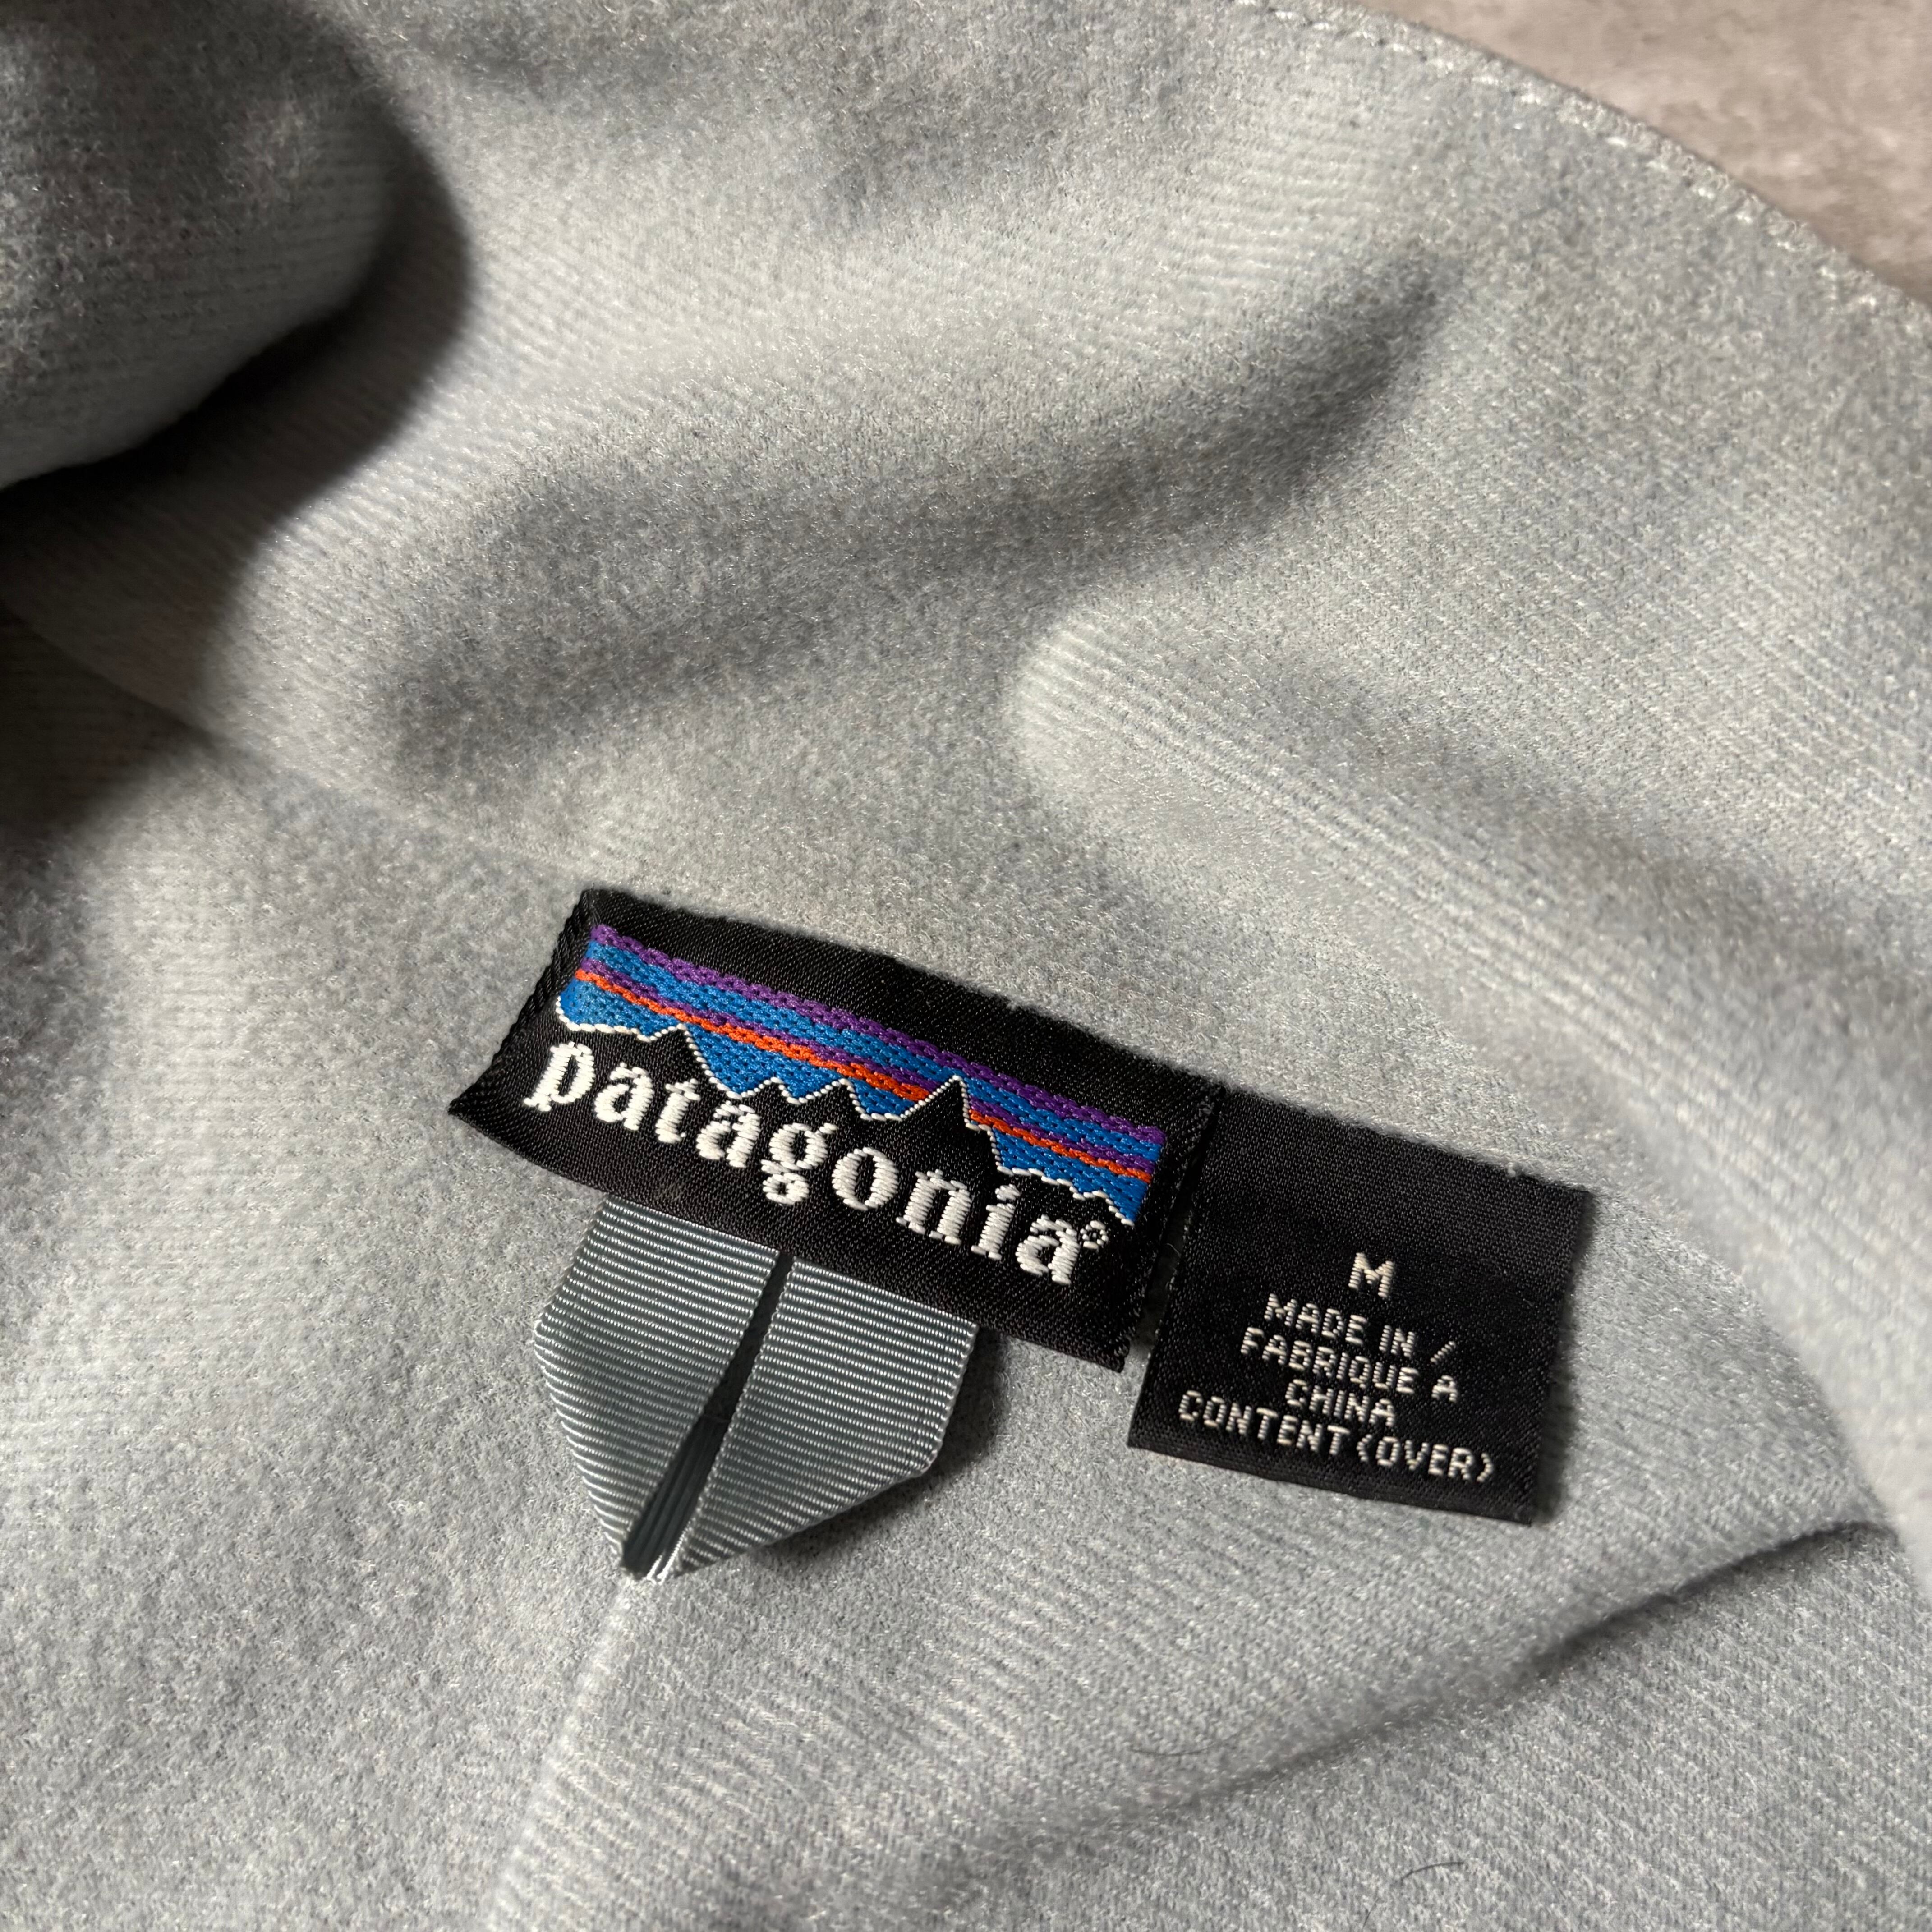 patagonia®
M
MADE IN /
FABRIQUE A
CHINA
CONTENT(OVER)